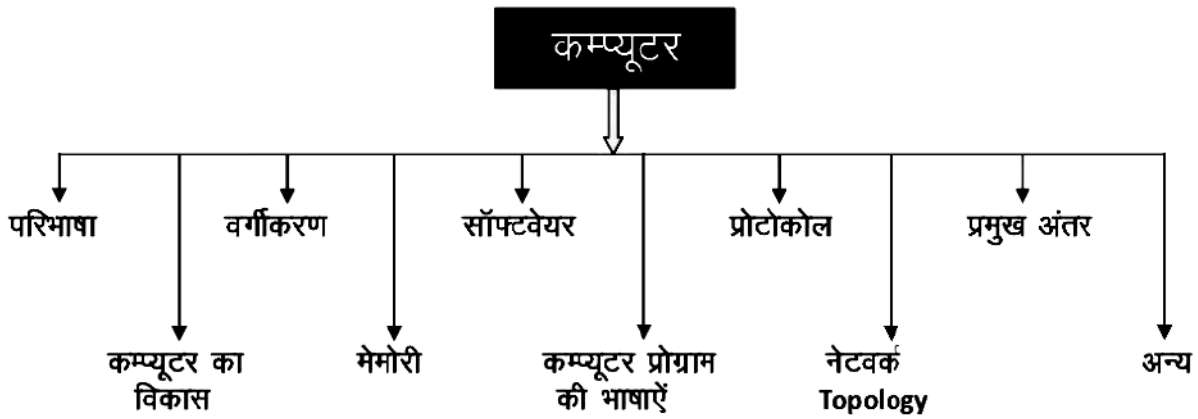 कम्प्यूटर
परिभाषा
वर्गीकरण
सॉफ्टवेयर
प्रोटोकोल
प्रमुख अंतर
कम्प्यूटर का
विकास
मेमोरी
कम्प्यूटर प्रोग्राम
की भाषाऐं
नेटवर्क
Topology
अन्य